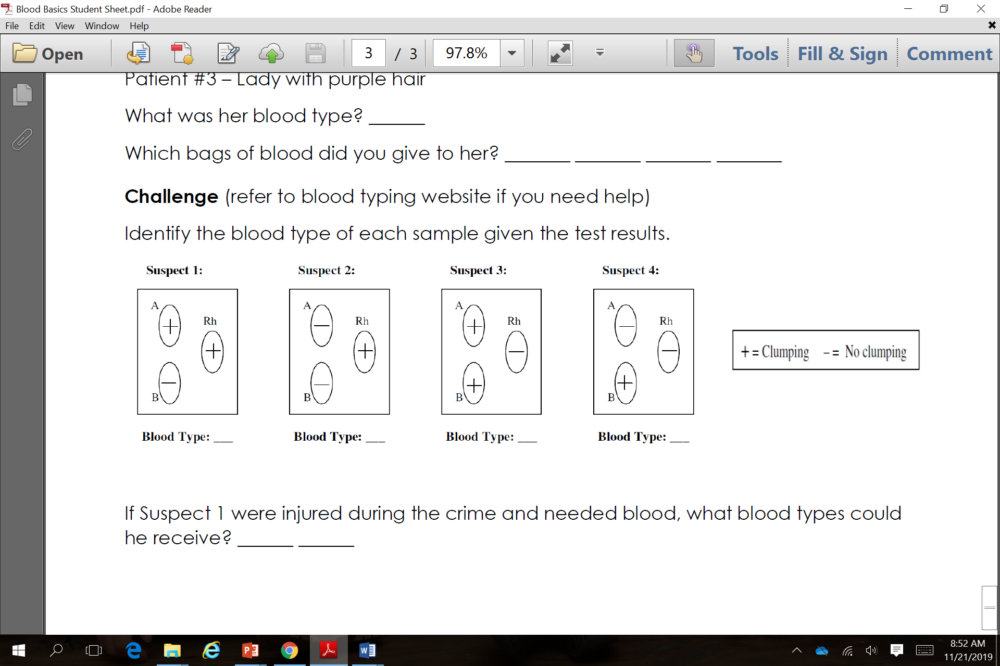 Blood Basics Student Sheet.pdf - Adobe Reader
File Edit View Window Help
Open 3 / 3 97.8% Tools Fill & Sign Comment
Patient #3 – Lady with purple hair
What was her blood type? ______
Which bags of blood did you give to her? _______ _______ _______ _______
Challenge (refer to blood typing website if you need help)
Identify the blood type of each sample given the test results.
Suspect 1: Suspect 2: Suspect 3: Suspect 4:
A A A A
Rh Rh Rh Rh
+ − + −
+ + − −
+ = Clumping − = No clumping
− − + +
B B B B
Blood Type: ___ Blood Type: ___ Blood Type: ___ Blood Type: ___
If Suspect 1 were injured during the crime and needed blood, what blood types could
he receive? ______ ______
8:52 AM
11/21/2019